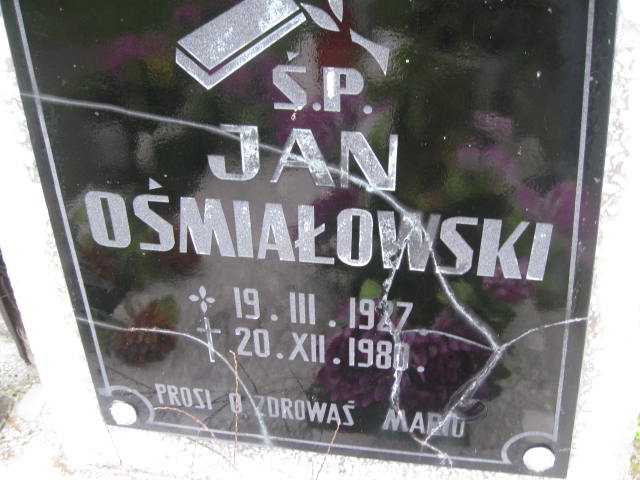 Ś.P.
JAN
OŚMIAŁOWSKI
19.III.1927.
20.XII.1980.
PROSI O ZDROWAŚ MARIO